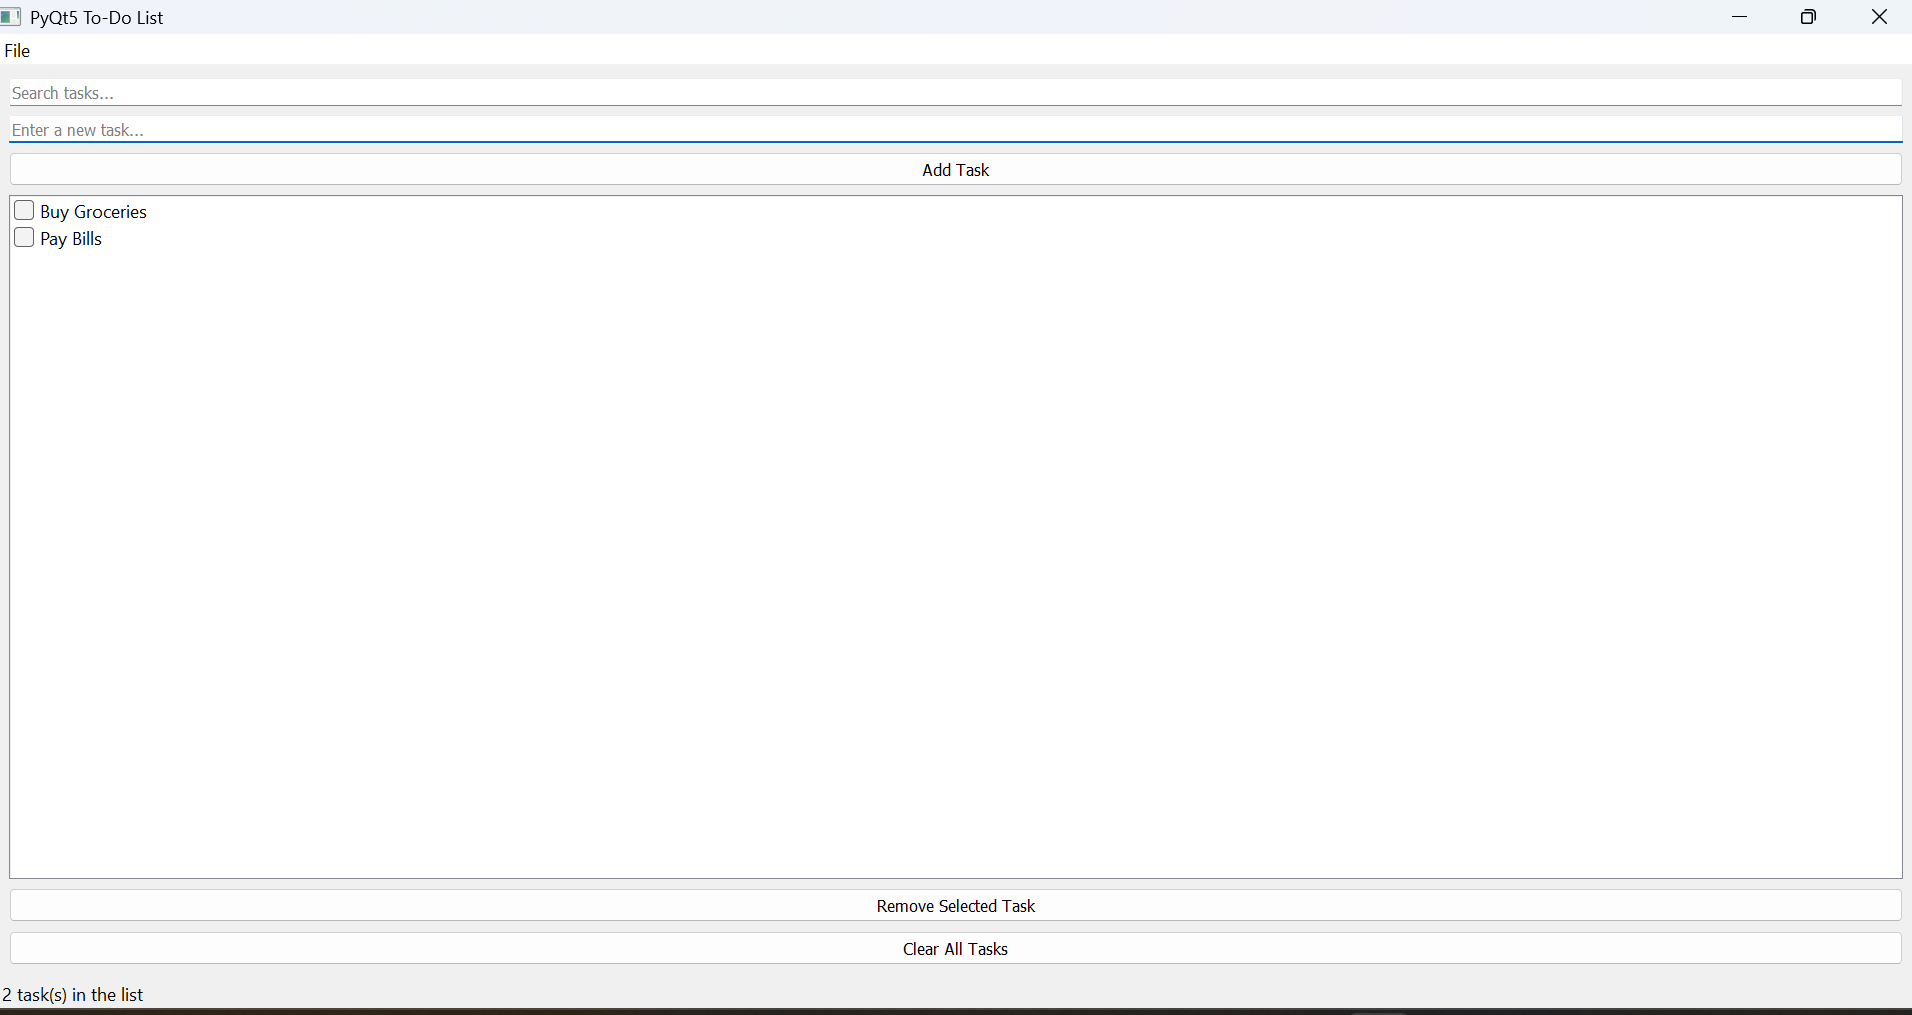 PyQt5 To-Do List
File
Search tasks...
Enter a new task...
Add Task
Buy Groceries
Pay Bills
Remove Selected Task
Clear All Tasks
2 task(s) in the list